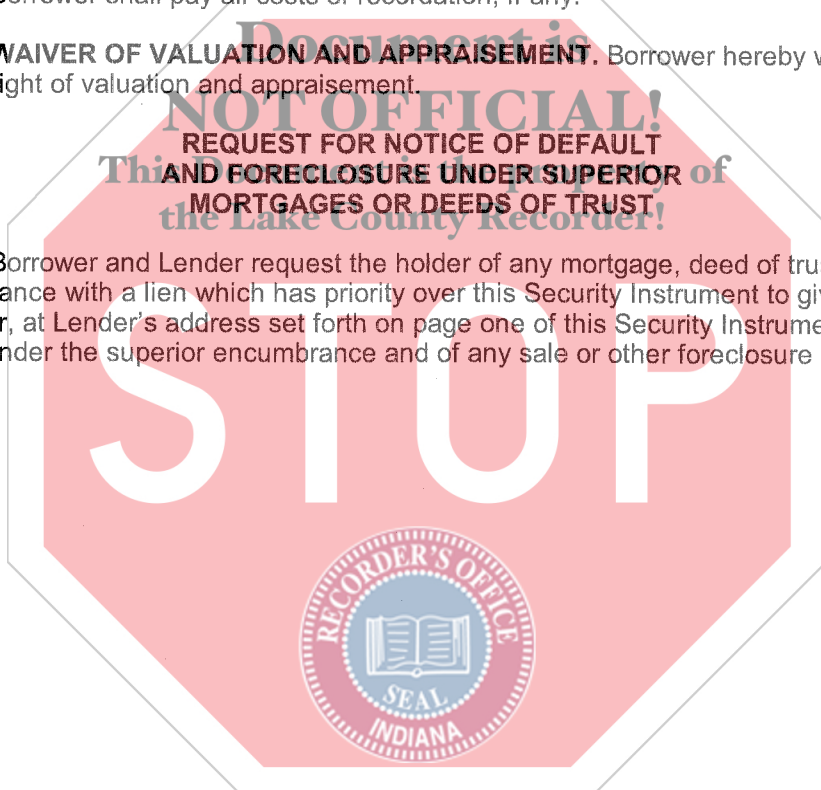 orrower shall pay all costs of recordation, if any.
WAIVER OF VALUATION AND APPRAISEMENT. Borrower hereby
ight of valuation and appraisement.
Document is
NOT OFFICIAL!
This Document is the property of
the Lake County Recorder!
REQUEST FOR NOTICE OF DEFAULT
AND FORECLOSURE UNDER SUPERIOR
MORTGAGES OR DEEDS OF TRUST
Borrower and Lender request the holder of any mortgage, deed of tru
ance with a lien which has priority over this Security Instrument to gi
r, at Lender's address set forth on page one of this Security Instrume
nder the superior encumbrance and of any sale or other foreclosure
STOP
RECORDER'S OFFICE
SEAL
INDIANA